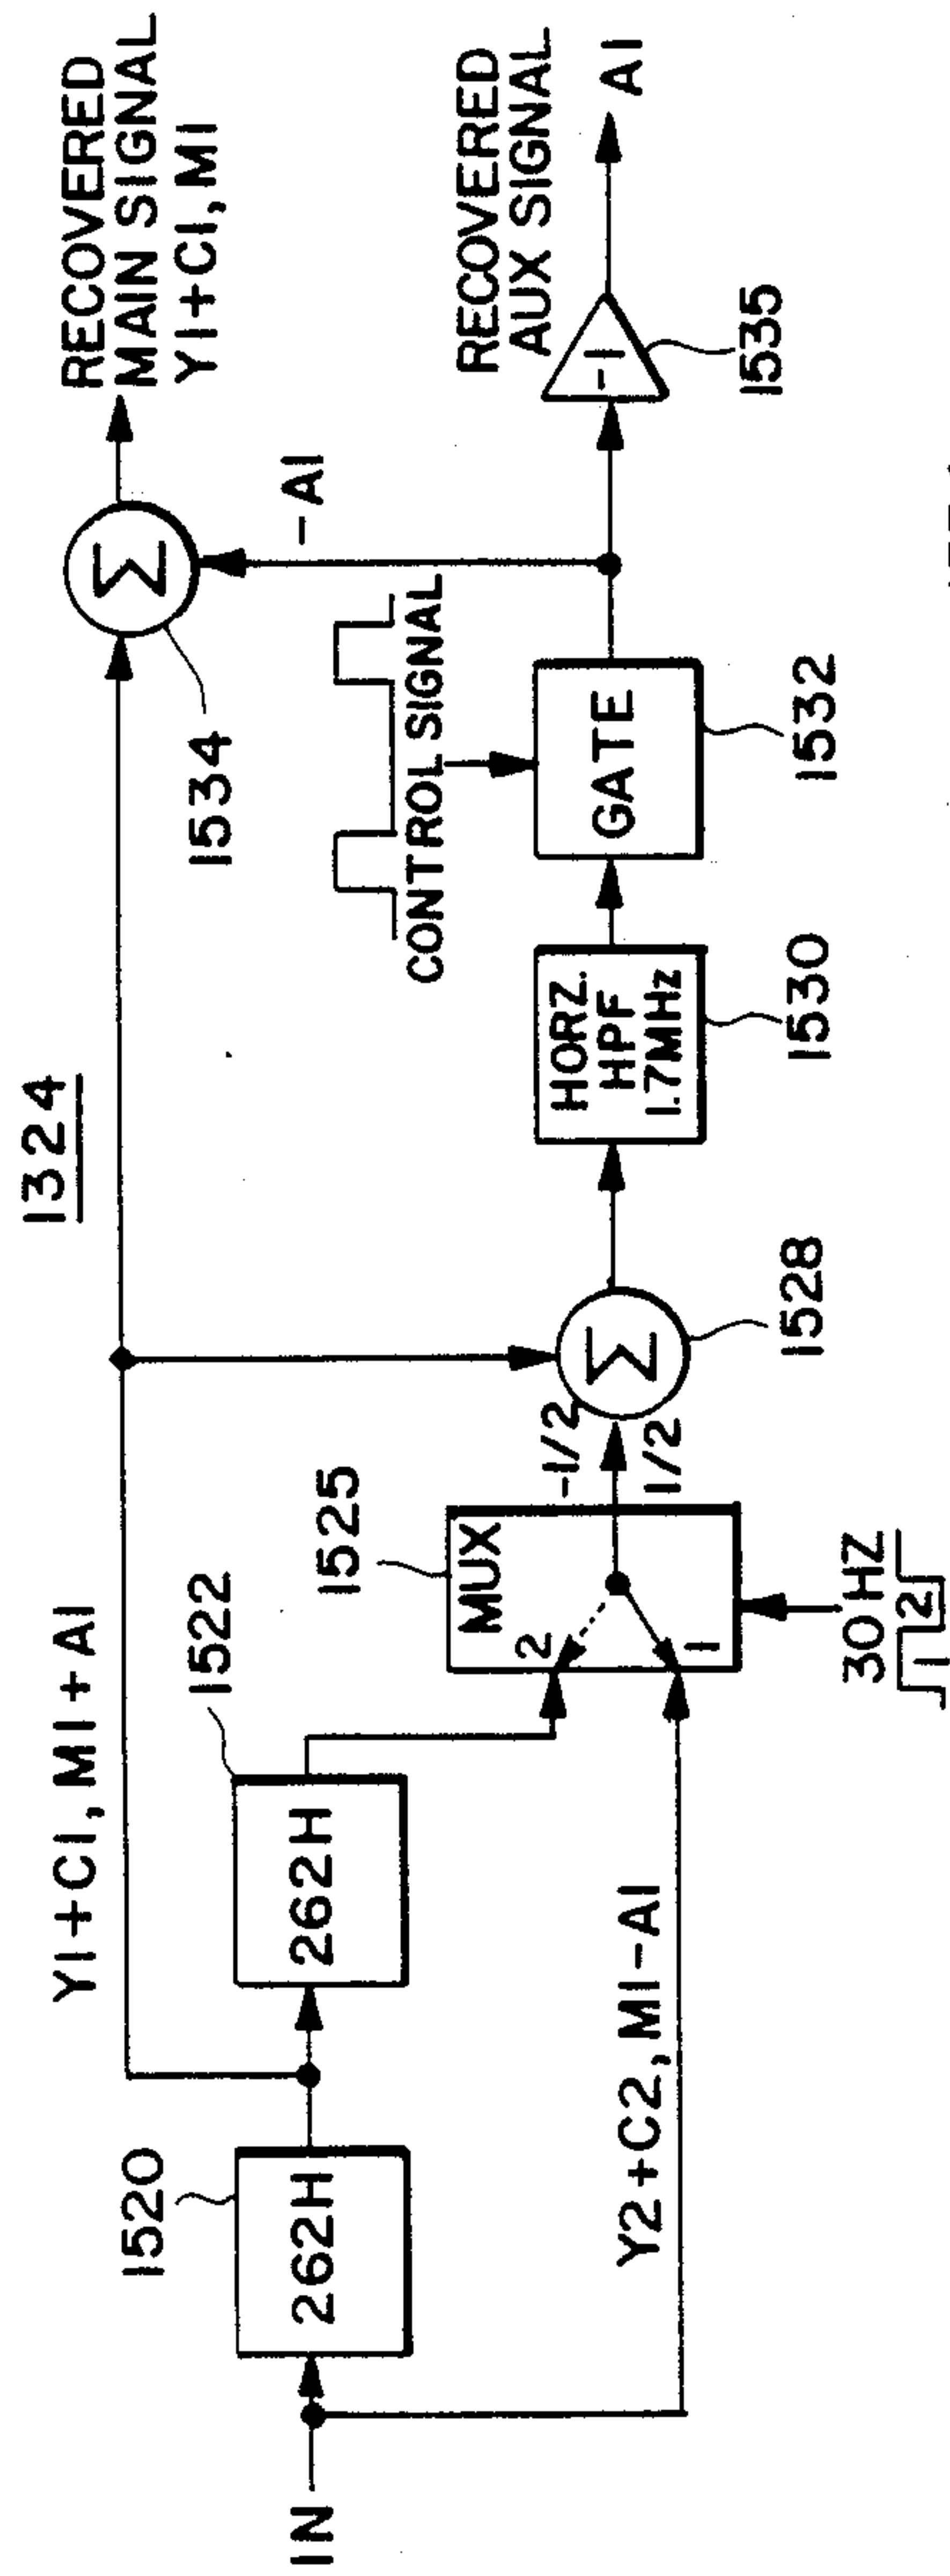 1324
IN
1520
262H
Y1+C1, M1+A1
1522
262H
Y2+C2, M1-A1
1525
MUX
2
1
30 HZ
1
2
-1/2
1/2
Σ
1528
HORZ.
HPF
1.7MHz
1530
CONTROL SIGNAL
GATE
1532
1534
Σ
-A1
RECOVERED
MAIN SIGNAL
Y1+C1, M1
-1
1535
RECOVERED
AUX SIGNAL
A1